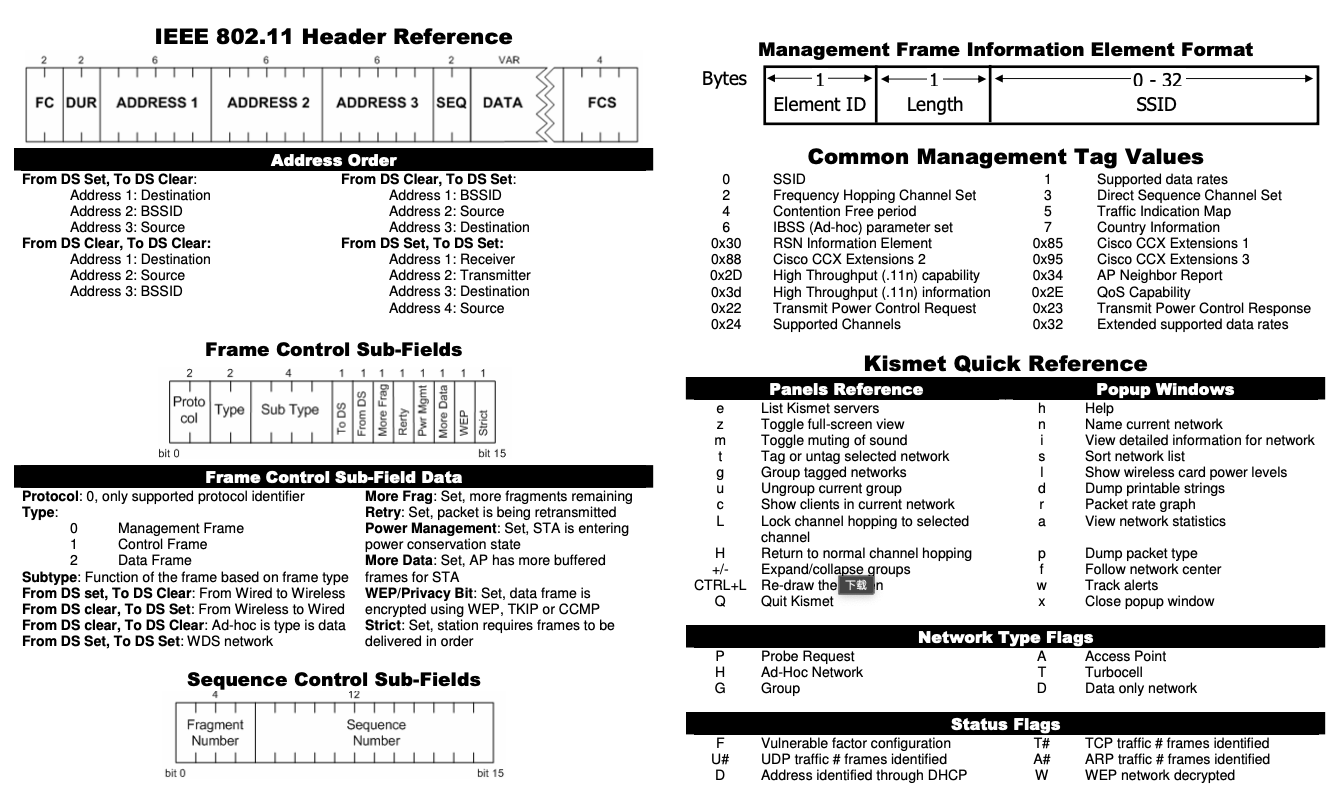 IEEE 802.11 Header Reference
2 2 6 6 6 2 VAR 4
FC DUR ADDRESS 1 ADDRESS 2 ADDRESS 3 SEQ DATA FCS
Address Order
From DS Set, To DS Clear:
Address 1: Destination
Address 2: BSSID
Address 3: Source
From DS Clear, To DS Clear:
Address 1: Destination
Address 2: Source
Address 3: BSSID
From DS Clear, To DS Set:
Address 1: BSSID
Address 2: Source
Address 3: Destination
From DS Set, To DS Set:
Address 1: Receiver
Address 2: Transmitter
Address 3: Destination
Address 4: Source
Frame Control Sub-Fields
2 2 4 1 1 1 1 1 1 1 1
Proto
col
Type
Sub Type
To DS
From DS
More Frag
Rerty
Pwr Mgmt
More Data
WEP
Strict
bit 0 bit 15
Frame Control Sub-Field Data
Protocol: 0, only supported protocol identifier
Type:
0 Management Frame
1 Control Frame
2 Data Frame
Subtype: Function of the frame based on frame type
From DS set, To DS Clear: From Wired to Wireless
From DS clear, To DS Set: From Wireless to Wired
From DS clear, To DS Clear: Ad-hoc is type is data
From DS Set, To DS Set: WDS network
More Frag: Set, more fragments remaining
Retry: Set, packet is being retransmitted
Power Management: Set, STA is entering
power conservation state
More Data: Set, AP has more buffered
frames for STA
WEP/Privacy Bit: Set, data frame is
encrypted using WEP, TKIP or CCMP
Strict: Set, station requires frames to be
delivered in order
Sequence Control Sub-Fields
4 12
Fragment
Number
Sequence
Number
bit 0 bit 15
Management Frame Information Element Format
Bytes 1 1 0 - 32
Element ID Length SSID
Common Management Tag Values
0 SSID 1 Supported data rates
2 Frequency Hopping Channel Set 3 Direct Sequence Channel Set
4 Contention Free period 5 Traffic Indication Map
6 IBSS (Ad-hoc) parameter set 7 Country Information
0x30 RSN Information Element 0x85 Cisco CCX Extensions 1
0x88 Cisco CCX Extensions 2 0x95 Cisco CCX Extensions 3
0x2D High Throughput (.11n) capability 0x34 AP Neighbor Report
0x3d High Throughput (.11n) information 0x2E QoS Capability
0x22 Transmit Power Control Request 0x23 Transmit Power Control Response
0x24 Supported Channels 0x32 Extended supported data rates
Kismet Quick Reference
Panels Reference Popup Windows
e List Kismet servers h Help
z Toggle full-screen view n Name current network
m Toggle muting of sound i View detailed information for network
t Tag or untag selected network s Sort network list
g Group tagged networks l Show wireless card power levels
u Ungroup current group d Dump printable strings
c Show clients in current network r Packet rate graph
L Lock channel hopping to selected a View network statistics
channel
H Return to normal channel hopping p Dump packet type
+/- Expand/collapse groups f Follow network center
CTRL+L Re-draw the 下载 n w Track alerts
Q Quit Kismet x Close popup window
Network Type Flags
P Probe Request A Access Point
H Ad-Hoc Network T Turbocell
G Group D Data only network
Status Flags
F Vulnerable factor configuration T# TCP traffic # frames identified
U# UDP traffic # frames identified A# ARP traffic # frames identified
D Address identified through DHCP W WEP network decrypted